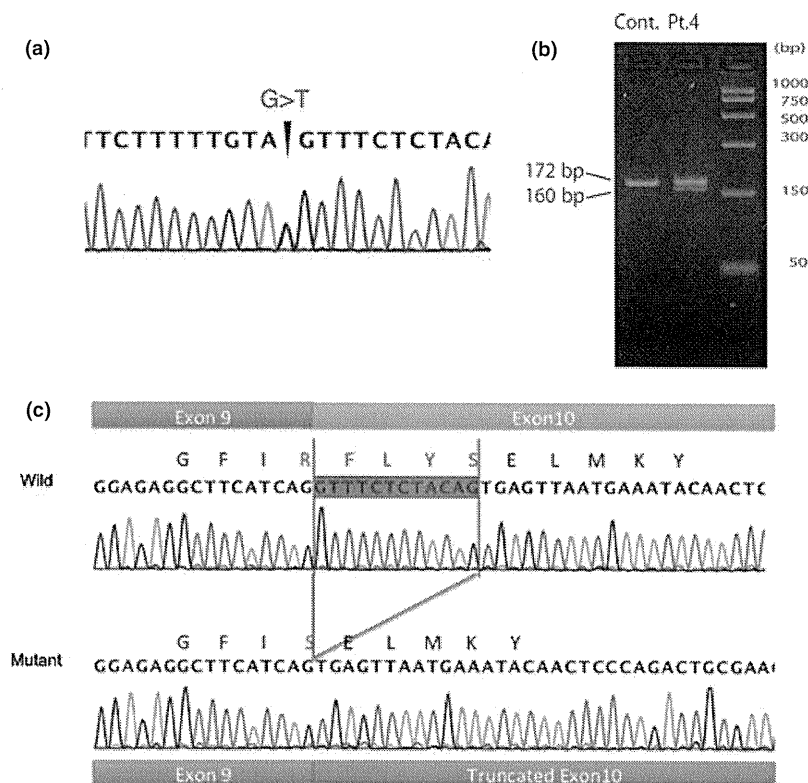 (a)
G>T
TTCTTTTTGTA GTTTCTCTACA
(b)
Cont. Pt.4
(bp)
1000
750
500
300
172 bp
160 bp
150
50
(c)
Exon 9 Exon10
G F I R F L Y S E L M K Y
Wild
GGAGAGGCTTCATCAGGTTTCTCTACAGTGAGTTAATGAAATACAACTC
G F I S E L M K Y
Mutant
GGAGAGGCTTCATCAGTGAGTTAATGAAATACAACTCCCAGACTGCGAA
Exon 9 Truncated Exon10